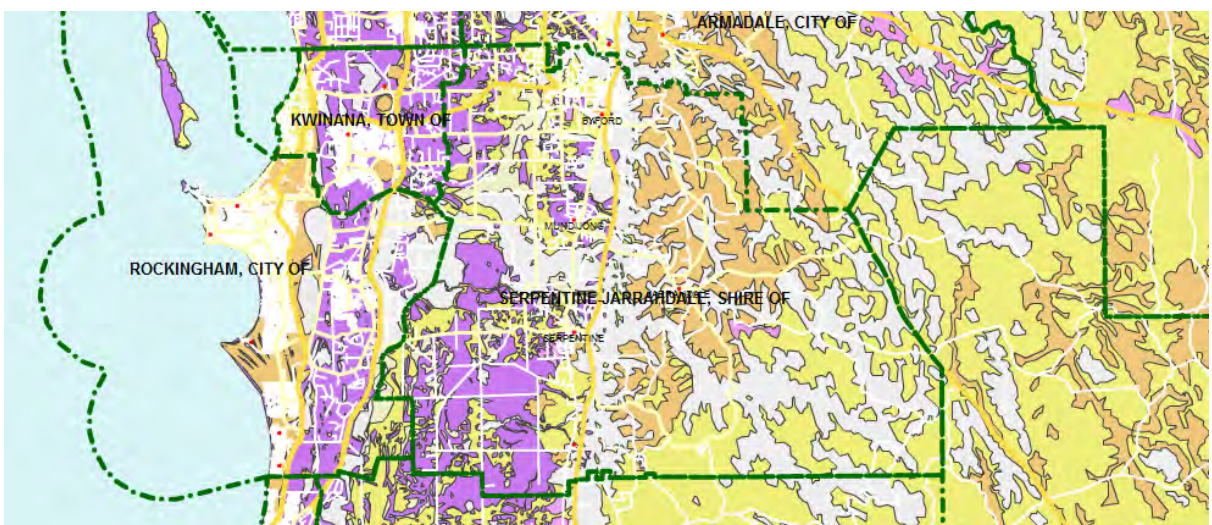 ARMADALE, CITY OF
KWINANA, TOWN OF
BYFORD
MUNDIJONG
ROCKINGHAM, CITY OF
SERPENTINE-JARRAHDALE, SHIRE OF
SERPENTINE